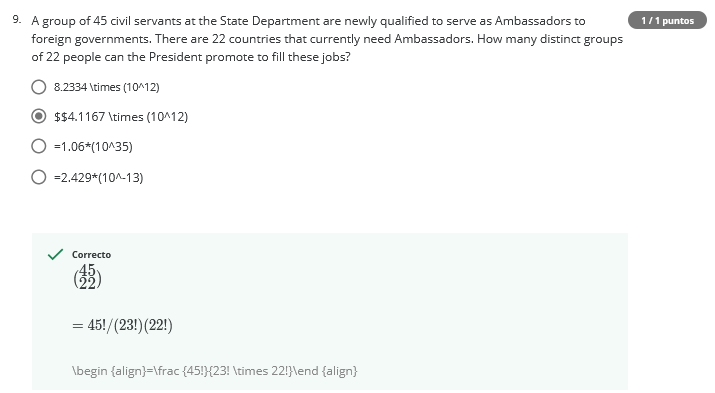 9. A group of 45 civil servants at the State Department are newly qualified to serve as Ambassadors to
1 / 1 puntos
foreign governments. There are 22 countries that currently need Ambassadors. How many distinct groups
of 22 people can the President promote to fill these jobs?
8.2334 \times (10^12)
$$4.1167 \times (10^12)
=1.06*(10^35)
=2.429*(10^-13)
Correcto
(45
22)
= 45!/(23!)(22!)
\begin {align}=\frac {45!}{23! \times 22!}\end {align}